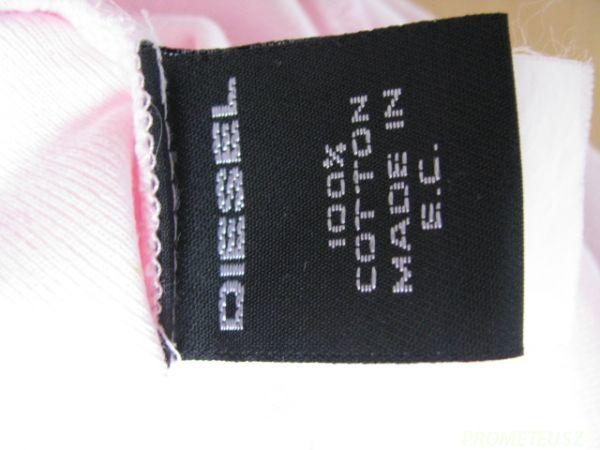 DIESEL
100%
COTTON
MADE IN
E.C.
PROMETEUSZ